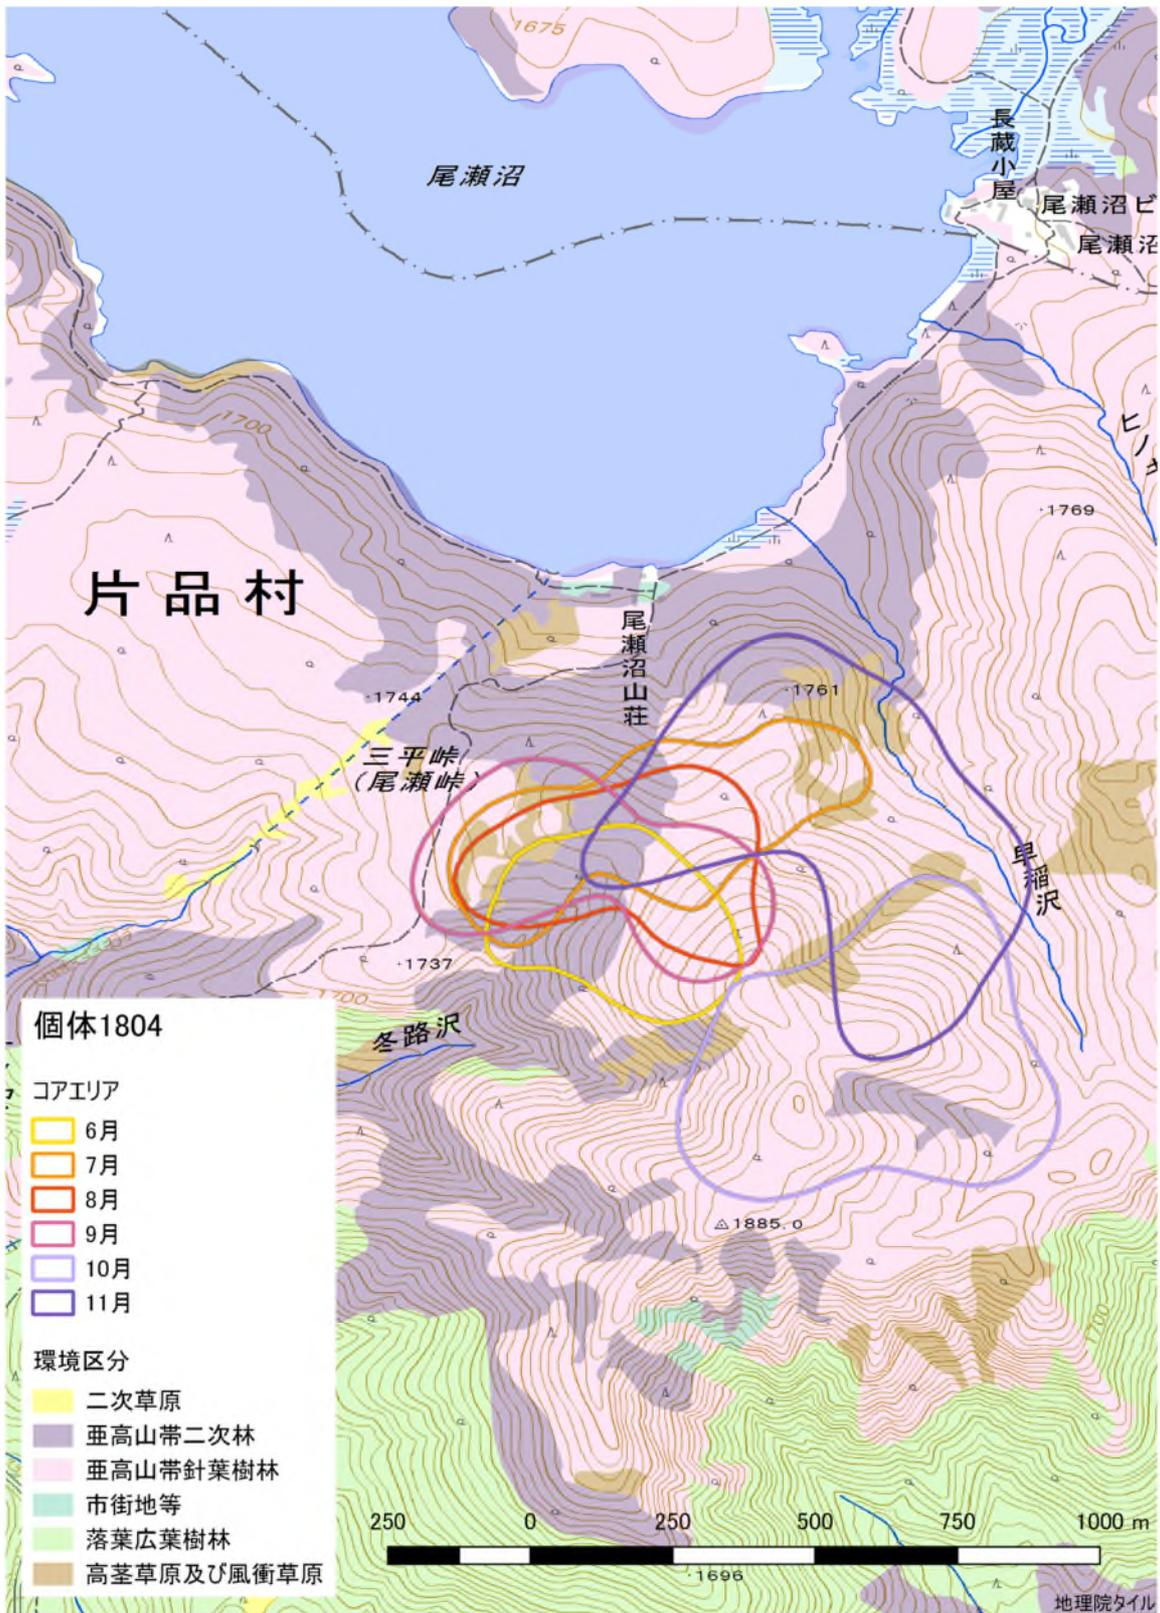 1675
尾瀬沼
長蔵小屋
尾瀬沼ビ
尾瀬沼
1700
ヒノキ
1769
片品村
尾瀬沼山荘
1744
1761
三平峠
(尾瀬峠)
早稲沢
1737
1700
冬路沢
個体1804
コアエリア
6月
7月
8月
9月
10月
11月
環境区分
二次草原
亜高山帯二次林
亜高山帯針葉樹林
市街地等
落葉広葉樹林
高茎草原及び風衝草原
1885.0
1700
250 0 250 500 750 1000 m
1696
地理院タイル